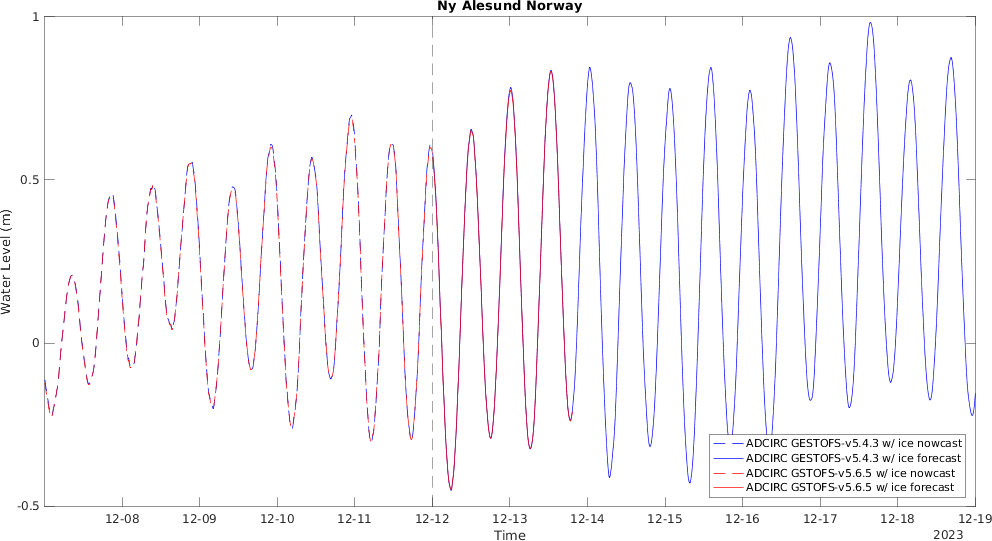 Ny Alesund Norway
1
0.5
0
-0.5
Water Level (m)
12-08 12-09 12-10 12-11 12-12 12-13 12-14 12-15 12-16 12-17 12-18 12-19
Time
2023
ADCIRC GESTOFS-v5.4.3 w/ ice nowcast
ADCIRC GESTOFS-v5.4.3 w/ ice forecast
ADCIRC GSTOFS-v5.6.5 w/ ice nowcast
ADCIRC GSTOFS-v5.6.5 w/ ice forecast